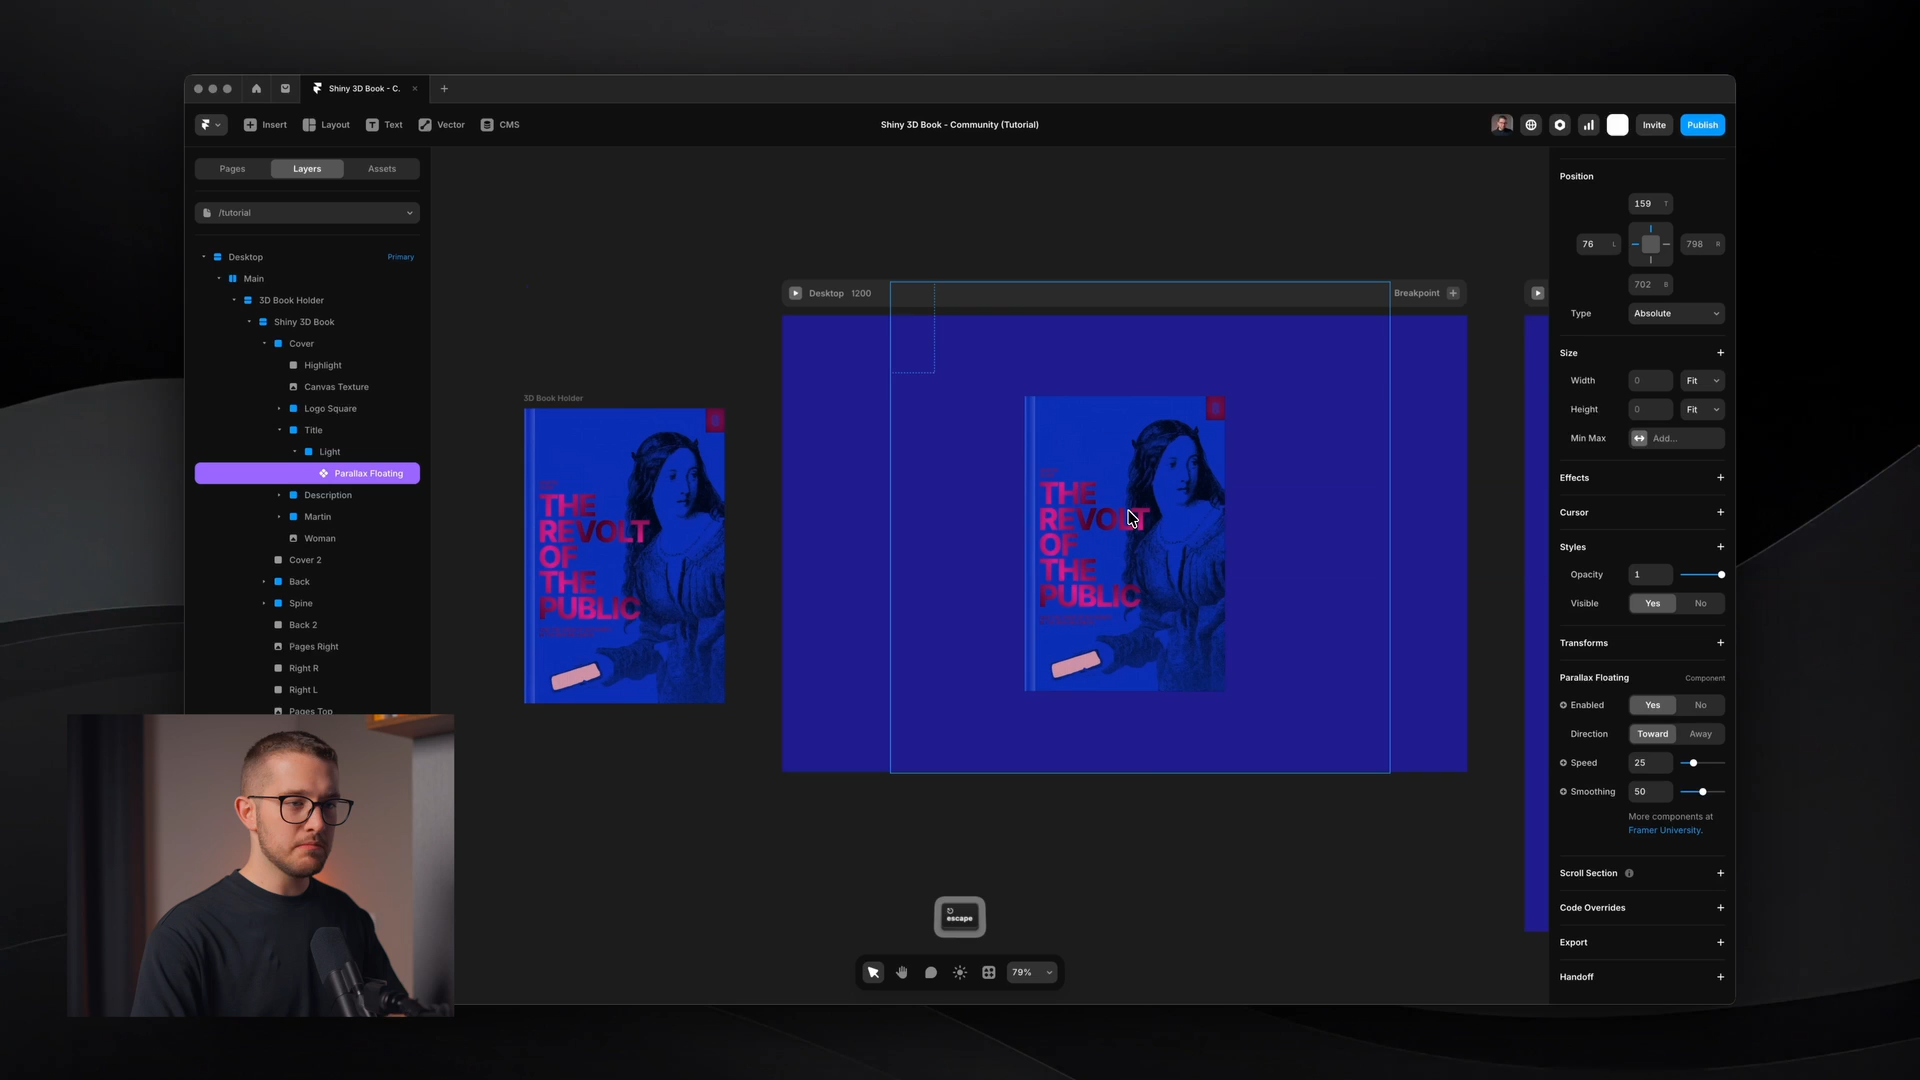 Shiny 3D Book - C.
Insert
Layout
Text
Vector
CMS
Shiny 3D Book - Community (Tutorial)
Invite
Publish
Pages
Layers
Assets
/tutorial
Desktop
Primary
Main
3D Book Holder
Shiny 3D Book
Cover
Highlight
Canvas Texture
Logo Square
Title
Light
Parallax Floating
Description
Martin
Woman
Cover 2
Back
Spine
Back 2
Pages Right
Right R
Right L
Pages Top
3D Book Holder
THE
REVOLT
OF
THE
PUBLIC
Desktop 1200
Breakpoint
THE
REVOLT
OF
THE
PUBLIC
escape
79%
Position
159 T
76 L
798 R
702 B
Type
Absolute
Size
Width
0
Fit
Height
0
Fit
Min Max
Add...
Effects
Cursor
Styles
Opacity
1
Visible
Yes
No
Transforms
Parallax Floating
Component
Enabled
Yes
No
Direction
Toward
Away
Speed
25
Smoothing
50
More components at
Framer University.
Scroll Section
Code Overrides
Export
Handoff